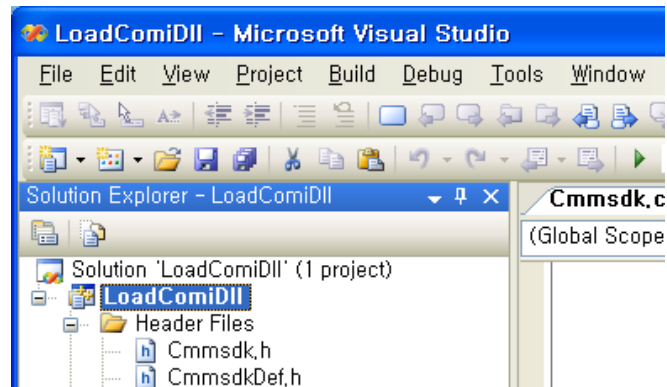 LoadComiDll - Microsoft Visual Studio
File Edit View Project Build Debug Tools Window
Solution Explorer - LoadComiDll
Cmmsdk.c
(Global Scope
Solution 'LoadComiDll' (1 project)
LoadComiDll
Header Files
Cmmsdk.h
CmmsdkDef.h